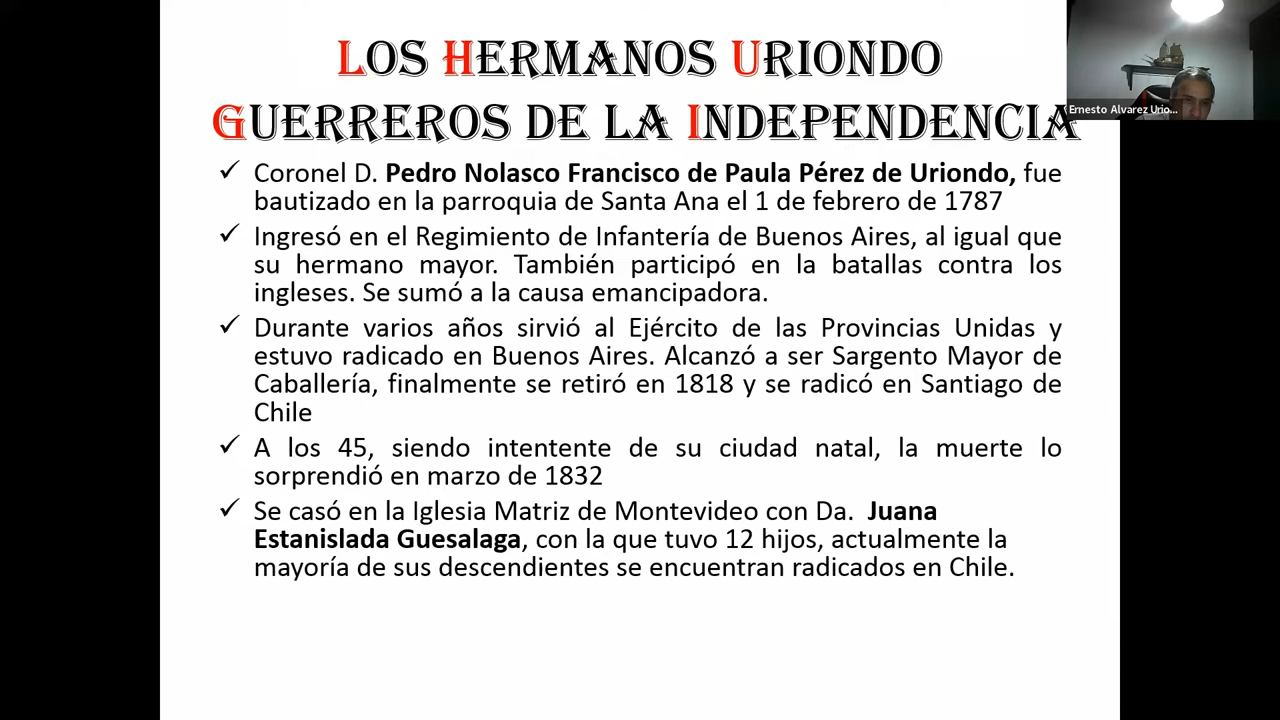 LOS HERMANOS URIONDO
GUERREROS DE LA INDEPENDENCIA
Ernesto Alvarez Urio...
✓ Coronel D. Pedro Nolasco Francisco de Paula Pérez de Uriondo, fue
bautizado en la parroquia de Santa Ana el 1 de febrero de 1787
✓ Ingresó en el Regimiento de Infantería de Buenos Aires, al igual que
su hermano mayor. También participó en la batallas contra los
ingleses. Se sumó a la causa emancipadora.
✓ Durante varios años sirvió al Ejército de las Provincias Unidas y
estuvo radicado en Buenos Aires. Alcanzó a ser Sargento Mayor de
Caballería, finalmente se retiró en 1818 y se radicó en Santiago de
Chile
✓ A los 45, siendo intentente de su ciudad natal, la muerte lo
sorprendió en marzo de 1832
✓ Se casó en la Iglesia Matriz de Montevideo con Da. Juana
Estanislada Guesalaga, con la que tuvo 12 hijos, actualmente la
mayoría de sus descendientes se encuentran radicados en Chile.